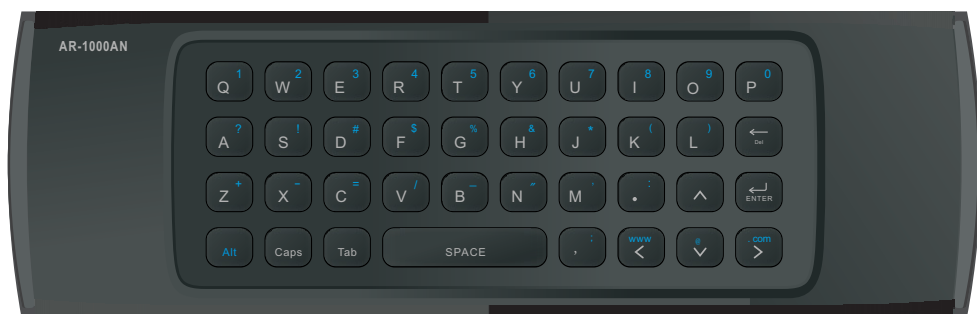 AR-1000AN
1 2 3 4 5 6 7 8 9 0
Q W E R T Y U I O P
? ! # $ % & * ( )
A S D F G H J K L Del
+ - = / _ " ' :
Z X C V B N M . ENTER
: www @ .com
Alt Caps Tab SPACE ,